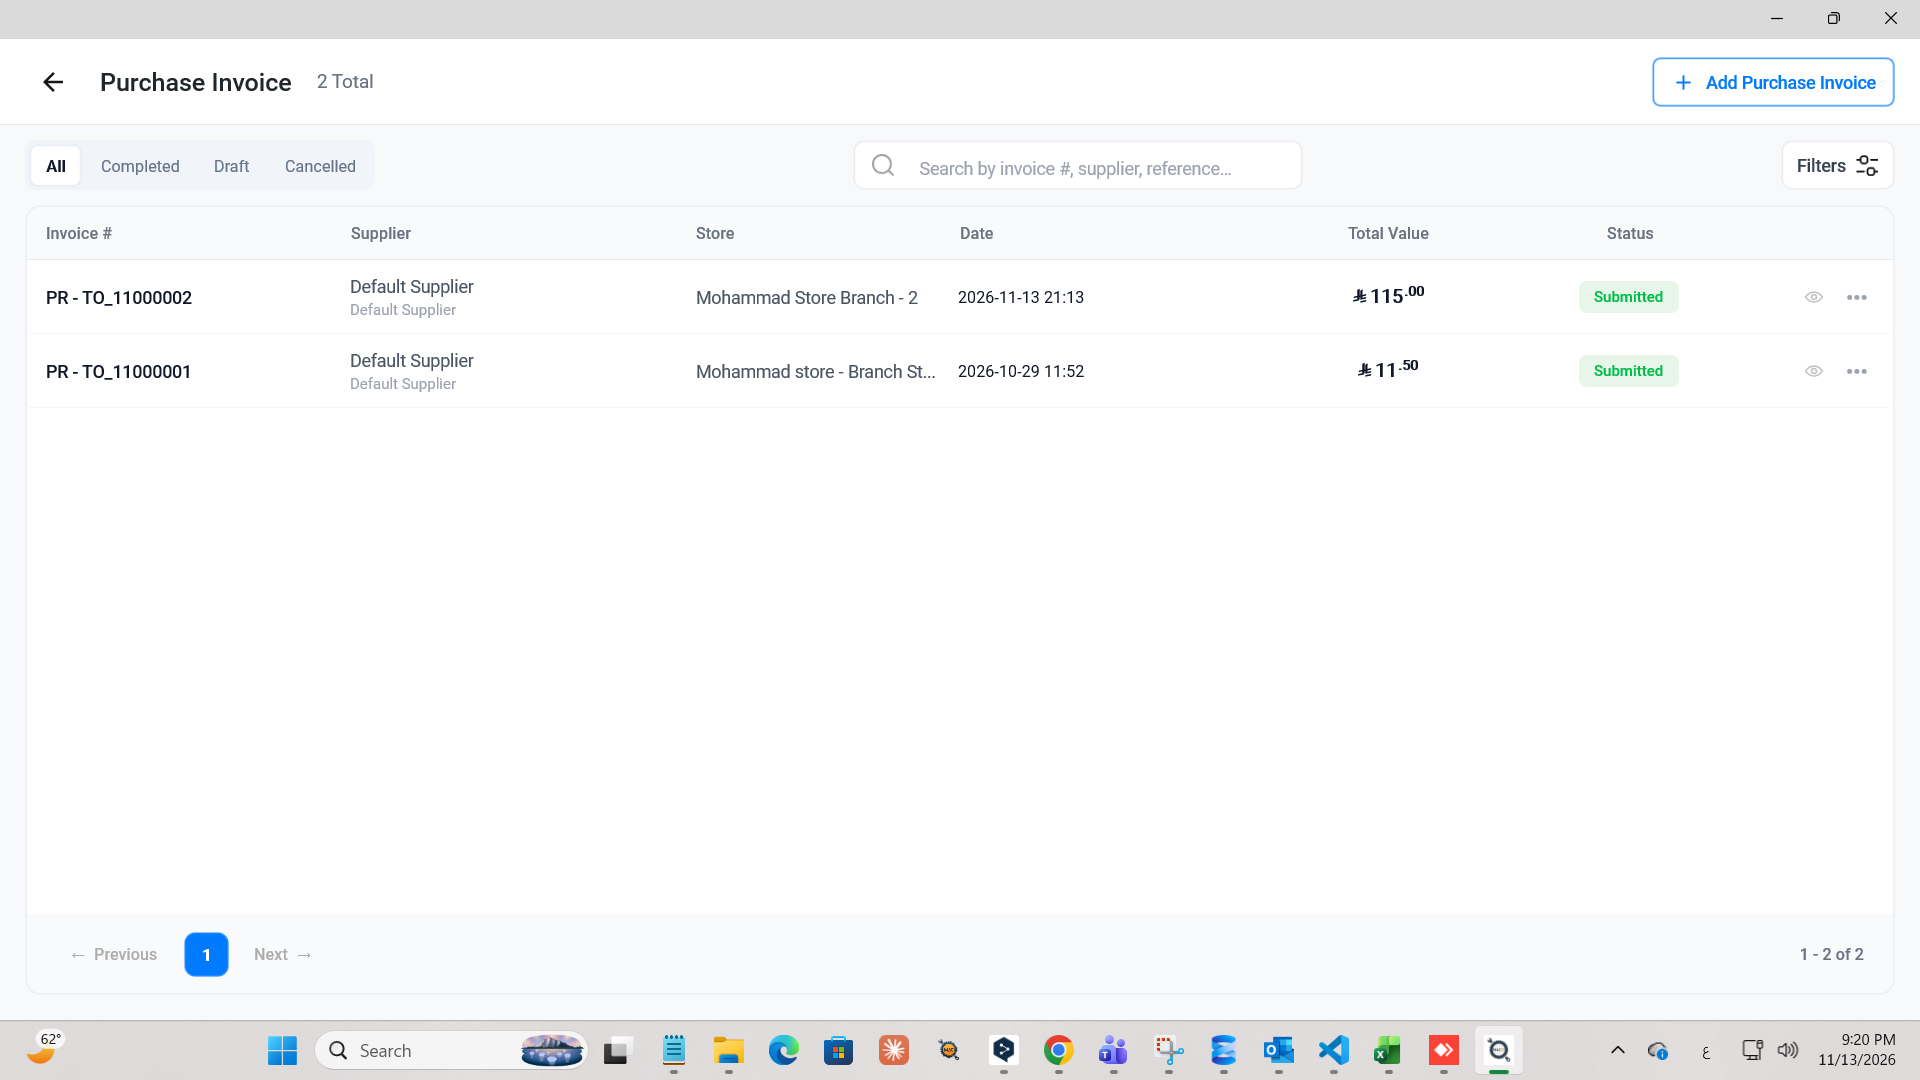 Purchase Invoice 2 Total
+ Add Purchase Invoice
All Completed Draft Cancelled
Search by invoice #, supplier, reference...
Filters
Invoice # Supplier Store Date Total Value Status
PR - TO_11000002 Default Supplier Mohammad Store Branch - 2 2026-11-13 21:13 115.00 Submitted
Default Supplier
PR - TO_11000001 Default Supplier Mohammad store - Branch St... 2026-10-29 11:52 11.50 Submitted
Default Supplier
← Previous 1 Next →
1 - 2 of 2
62°
Search
ع
9:20 PM
11/13/2026